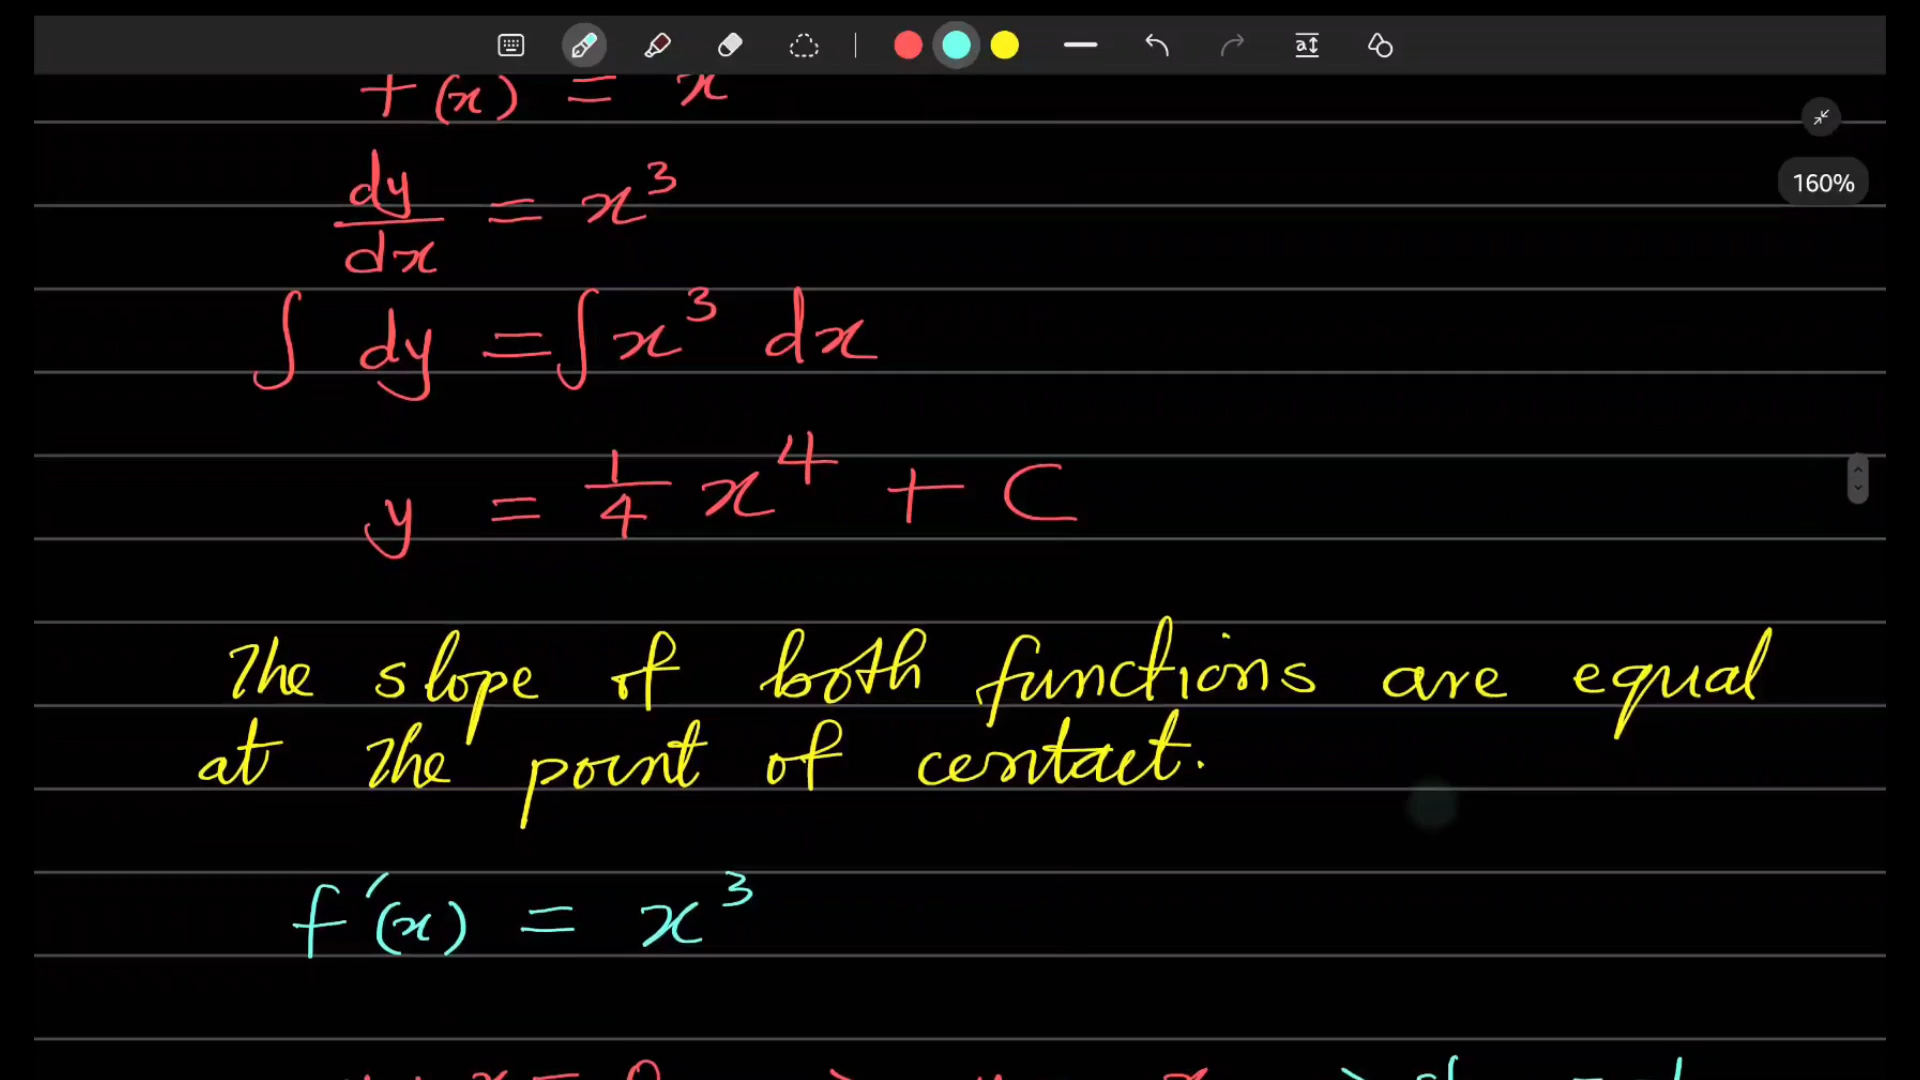 160%
f(x) = x
dy/dx = x³
∫ dy = ∫ x³ dx
y = 1/4 x⁴ + C
The slope of both functions are equal
at the point of contact.
f′(x) = x³